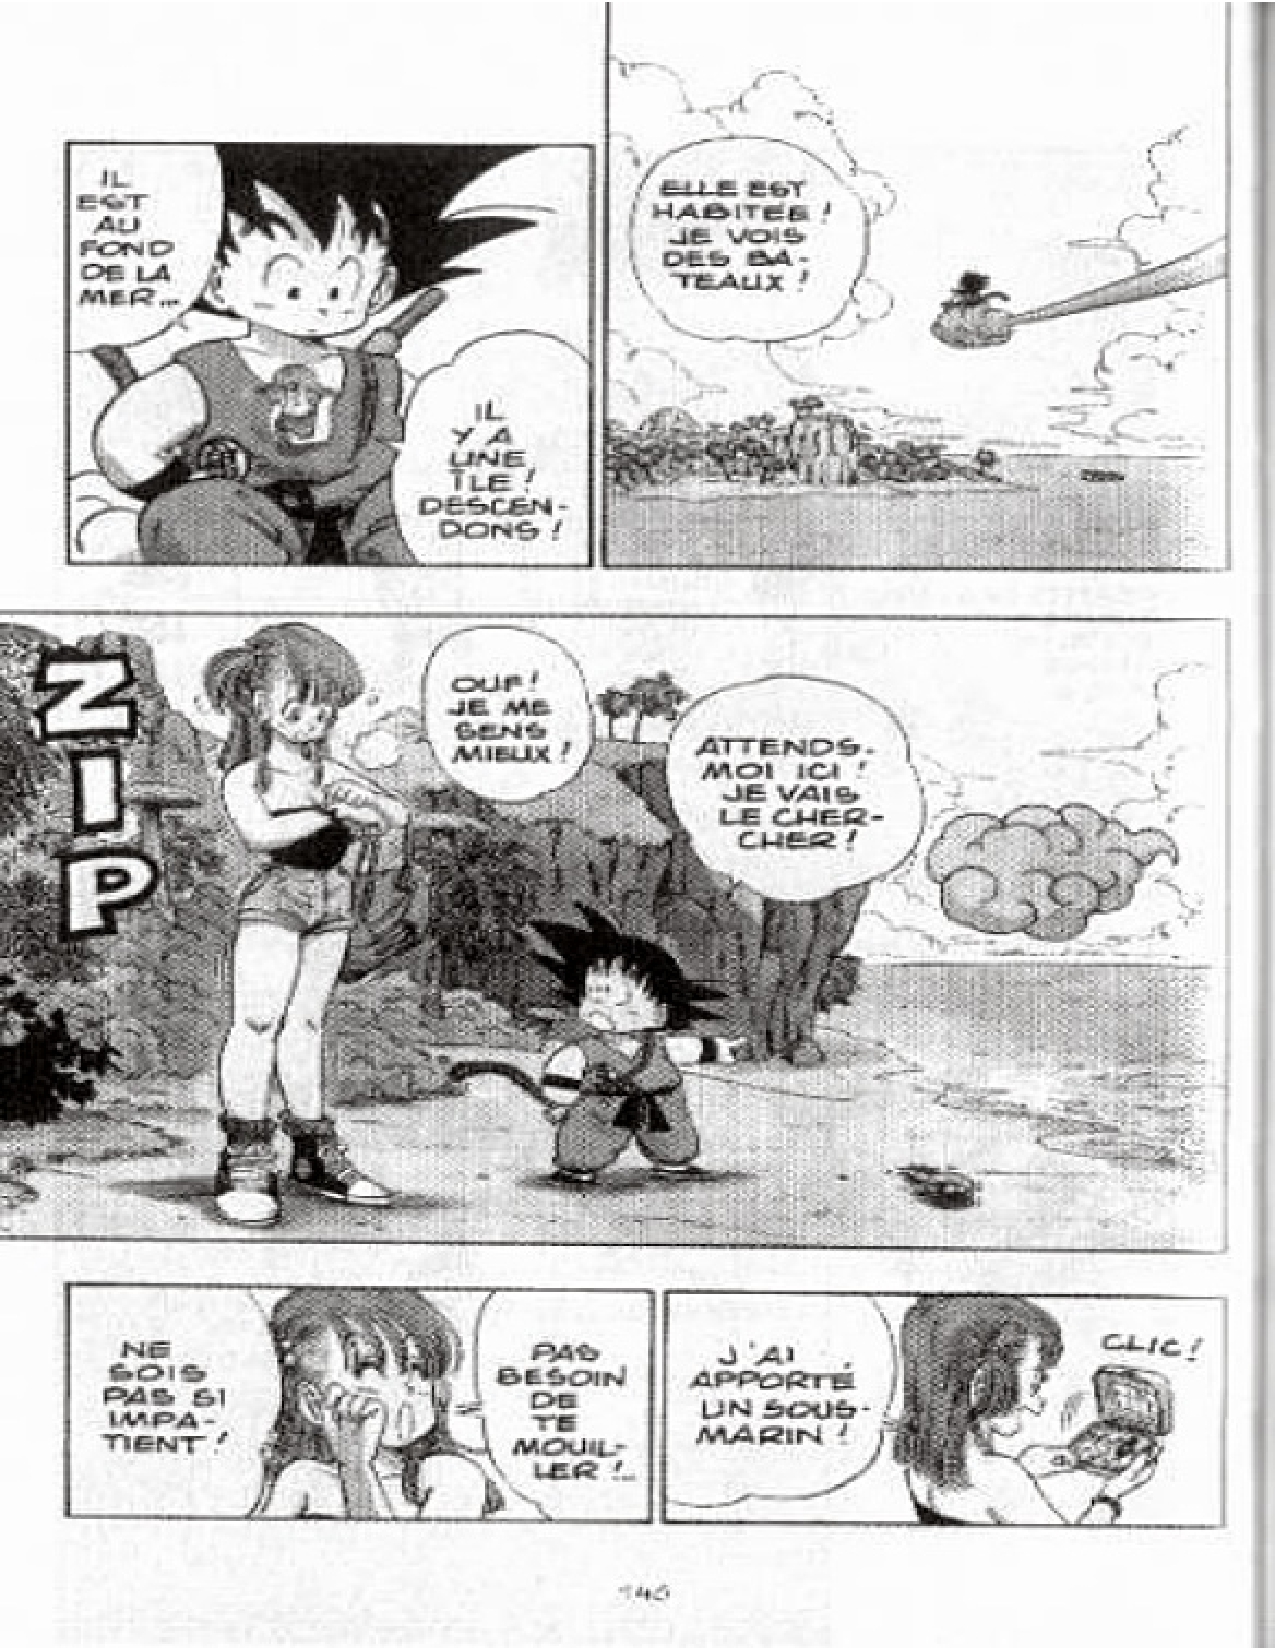 IL
EST
AU
FOND
DE LA
MER...
IL
Y'A
UNE
ÎLE !
DESCEN-
DONS !
ELLE EST
HABITÉE !
JE VOIS
DES BA-
TEAUX !
ZIP
OUF !
JE ME
SENS
MIEUX !
ATTENDS-
MOI ICI !
JE VAIS
LE CHER-
CHER !
NE
SOIS
PAS SI
IMPA-
TIENT !
PAS
BESOIN
DE
TE
MOUIL-
LER !..
J'AI
APPORTÉ
UN SOUS-
MARIN !
CLIC !
140